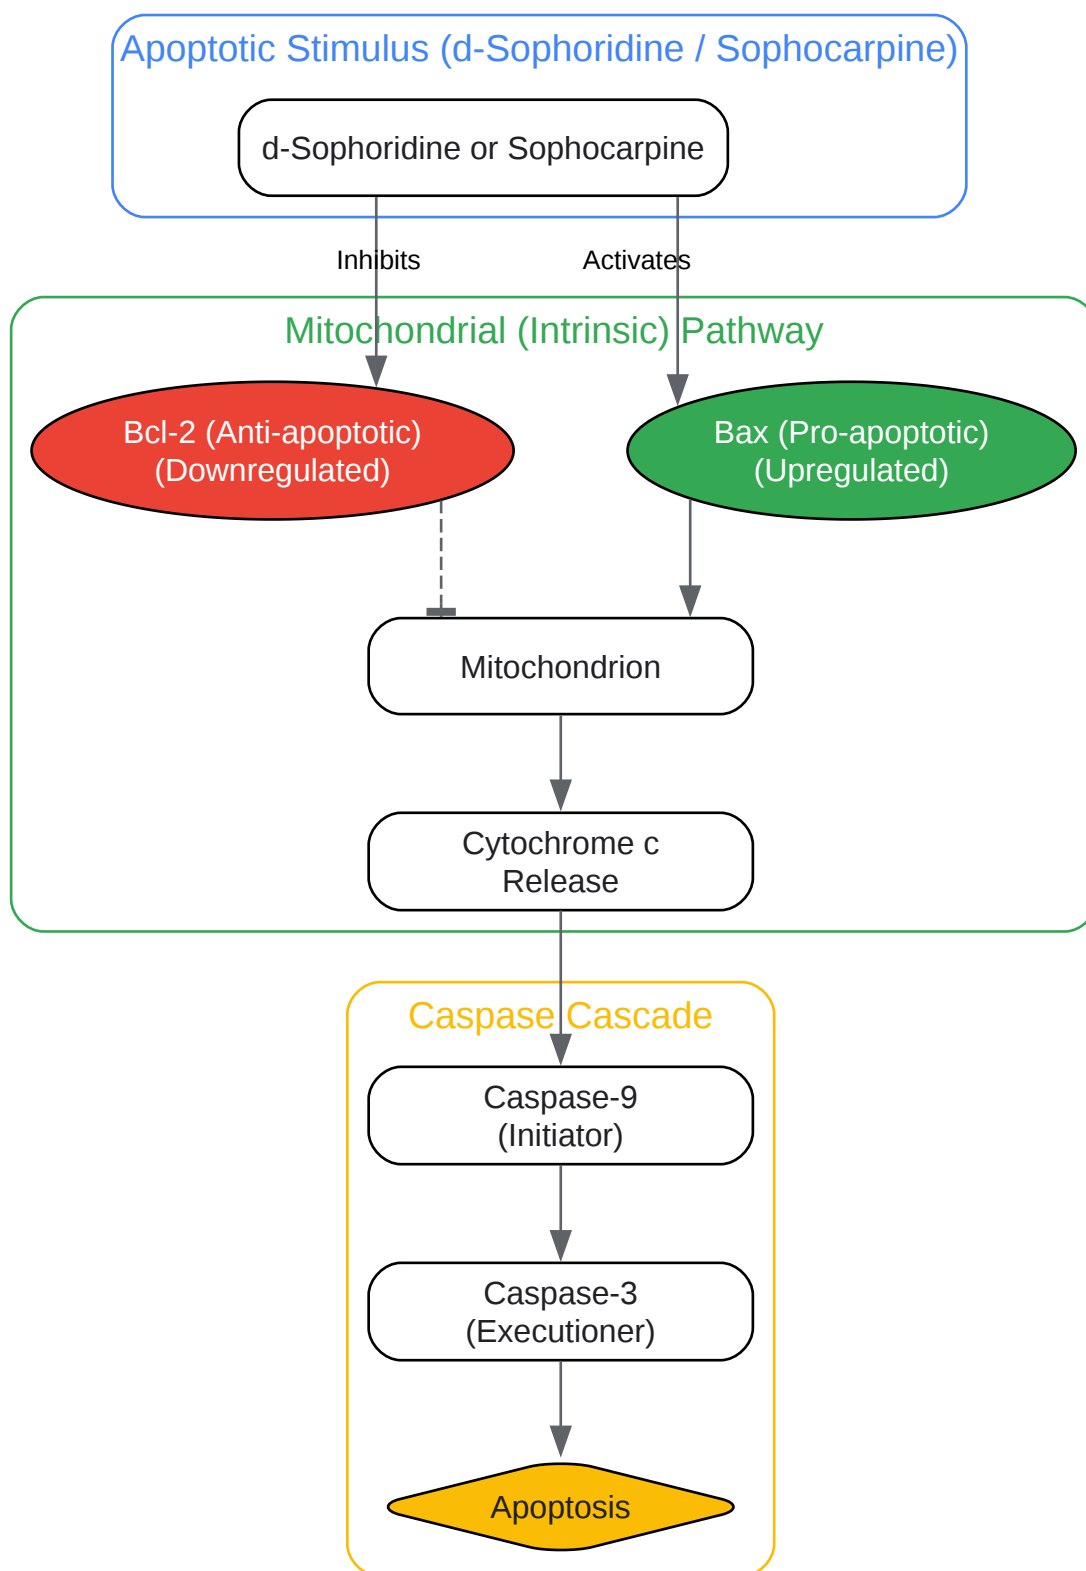 Apoptotic Stimulus (d-Sophoridine / Sophocarpine)
d-Sophoridine or Sophocarpine
Inhibits
Activates
Mitochondrial (Intrinsic) Pathway
Bcl-2 (Anti-apoptotic)
(Downregulated)
Bax (Pro-apoptotic)
(Upregulated)
Mitochondrion
Cytochrome c
Release
Caspase Cascade
Caspase-9
(Initiator)
Caspase-3
(Executioner)
Apoptosis